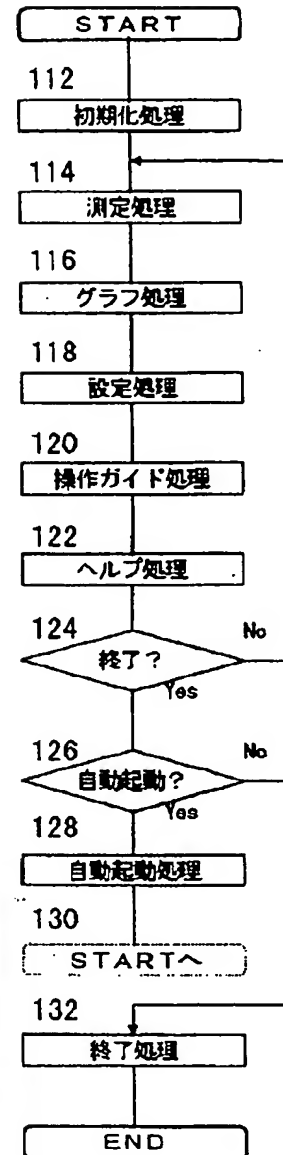 START
112
初期化処理
114
測定処理
116
グラフ処理
118
設定処理
120
操作ガイド処理
122
ヘルプ処理
124
No
終了?
Yes
126
No
自動起動?
Yes
128
自動起動処理
130
STARTへ
132
終了処理
END